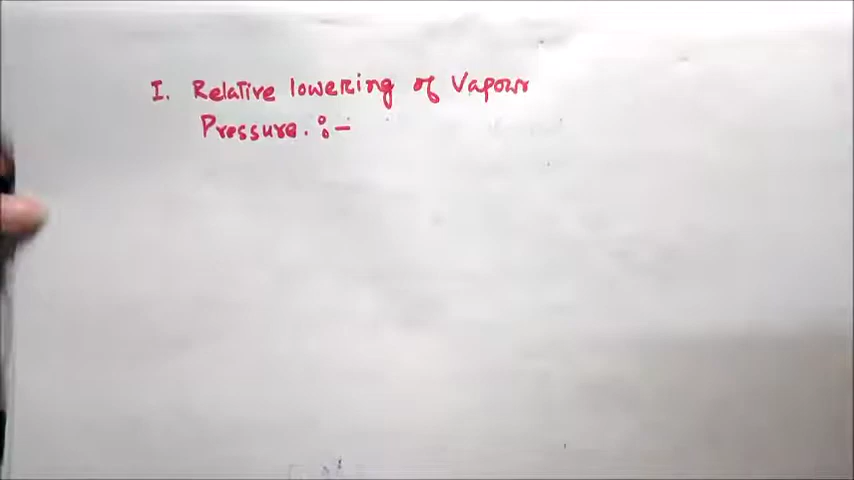 I. Relative lowering of Vapour
Pressure. :-